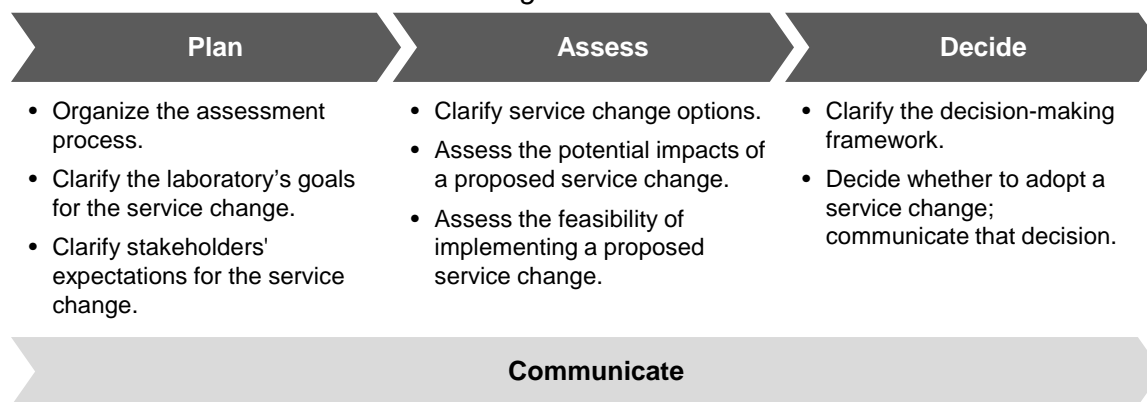 Plan
Assess
Decide
• Organize the assessment
process.
• Clarify the laboratory’s goals
for the service change.
• Clarify stakeholders'
expectations for the service
change.
• Clarify service change options.
• Assess the potential impacts of
a proposed service change.
• Assess the feasibility of
implementing a proposed
service change.
• Clarify the decision-making
framework.
• Decide whether to adopt a
service change;
communicate that decision.
Communicate